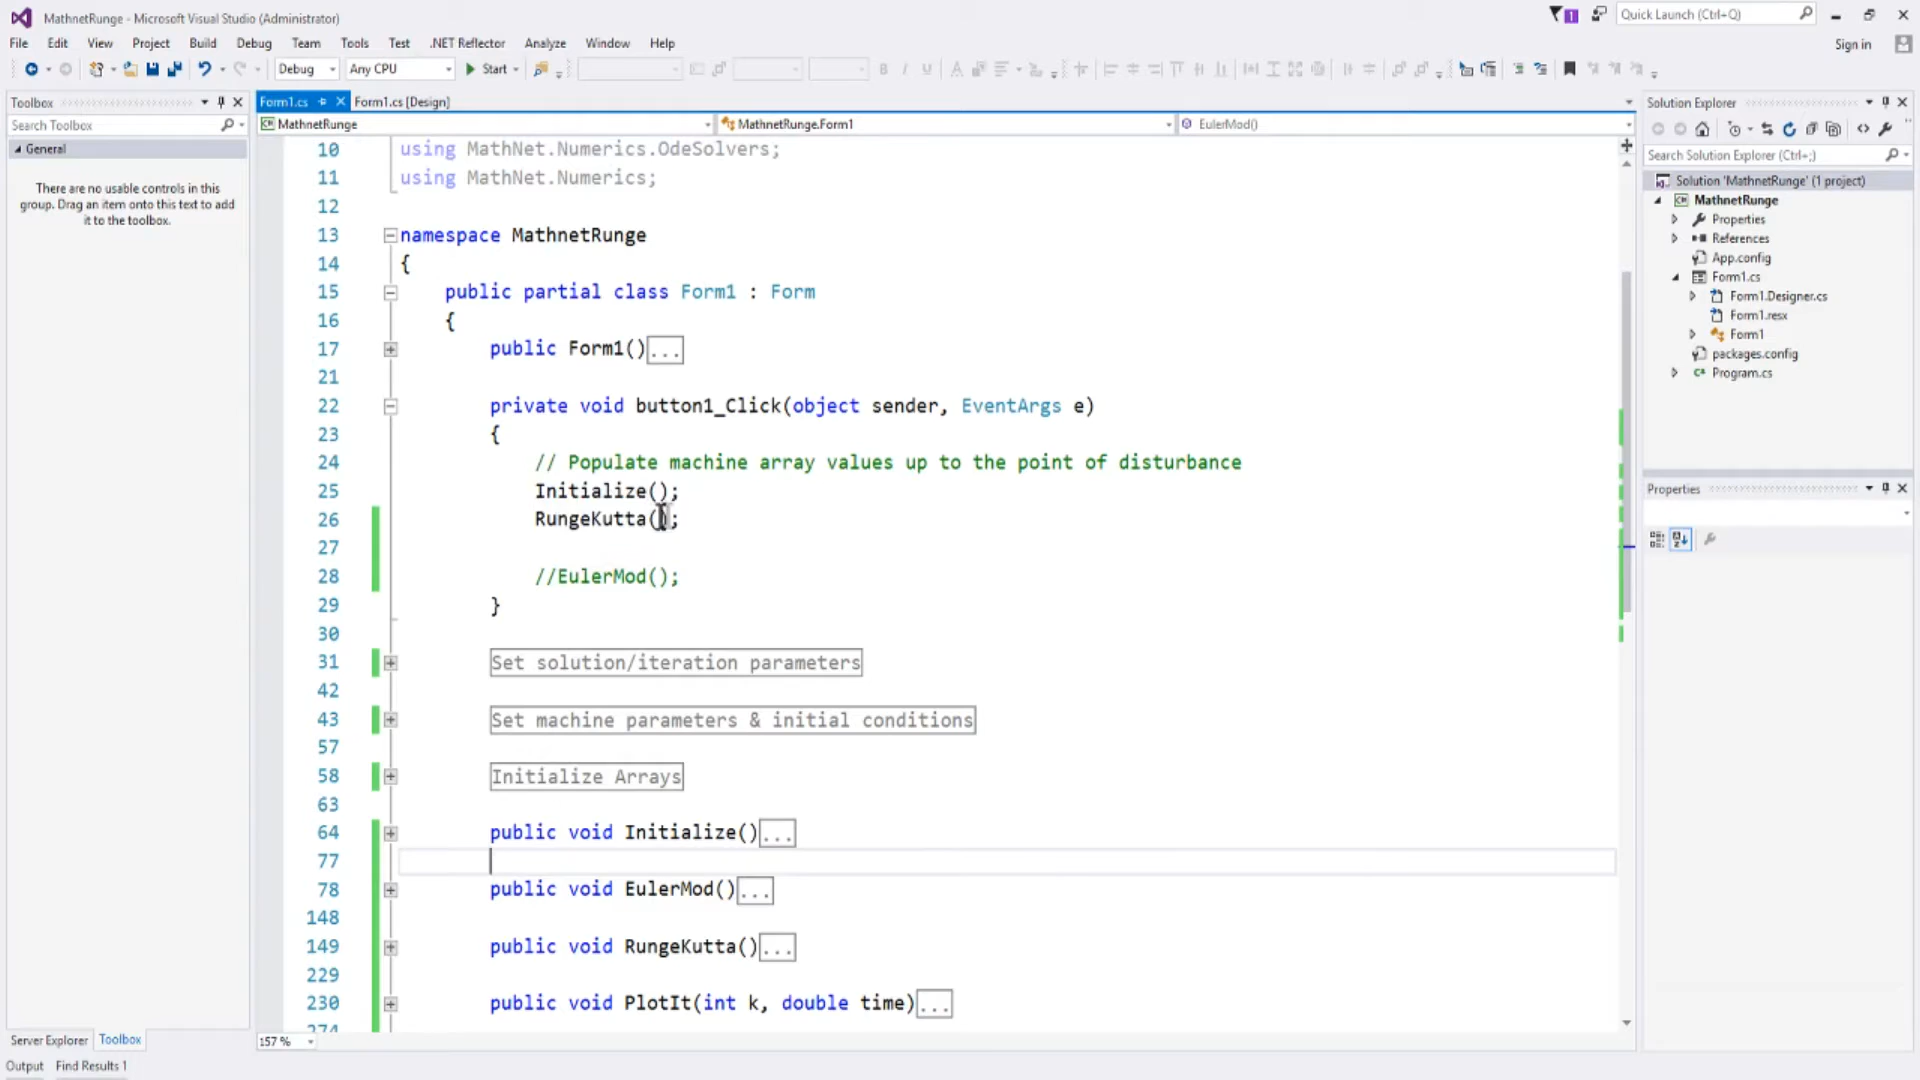 MathnetRunge - Microsoft Visual Studio (Administrator)
1
Quick Launch (Ctrl+Q)
File Edit View Project Build Debug Team Tools Test .NET Reflector Analyze Window Help
Sign in
Debug Any CPU Start
Toolbox
Search Toolbox
General
There are no usable controls in this
group. Drag an item onto this text to add
it to the toolbox.
Form1.cs
Form1.cs [Design]
MathnetRunge
MathnetRunge.Form1
EulerMod()
10 using MathNet.Numerics.OdeSolvers;
11 using MathNet.Numerics;
12
13 namespace MathnetRunge
14 {
15 public partial class Form1 : Form
16 {
17 public Form1()...
21
22 private void button1_Click(object sender, EventArgs e)
23 {
24 // Populate machine array values up to the point of disturbance
25 Initialize();
26 RungeKutta();
27
28 //EulerMod();
29 }
30
31 Set solution/iteration parameters
42
43 Set machine parameters & initial conditions
57
58 Initialize Arrays
63
64 public void Initialize()...
77
78 public void EulerMod()...
148
149 public void RungeKutta()...
229
230 public void PlotIt(int k, double time)...
274
157 %
Solution Explorer
Search Solution Explorer (Ctrl+;)
Solution 'MathnetRunge' (1 project)
MathnetRunge
Properties
References
App.config
Form1.cs
Form1.Designer.cs
Form1.resx
Form1
packages.config
Program.cs
Properties
Server Explorer Toolbox
Output Find Results 1